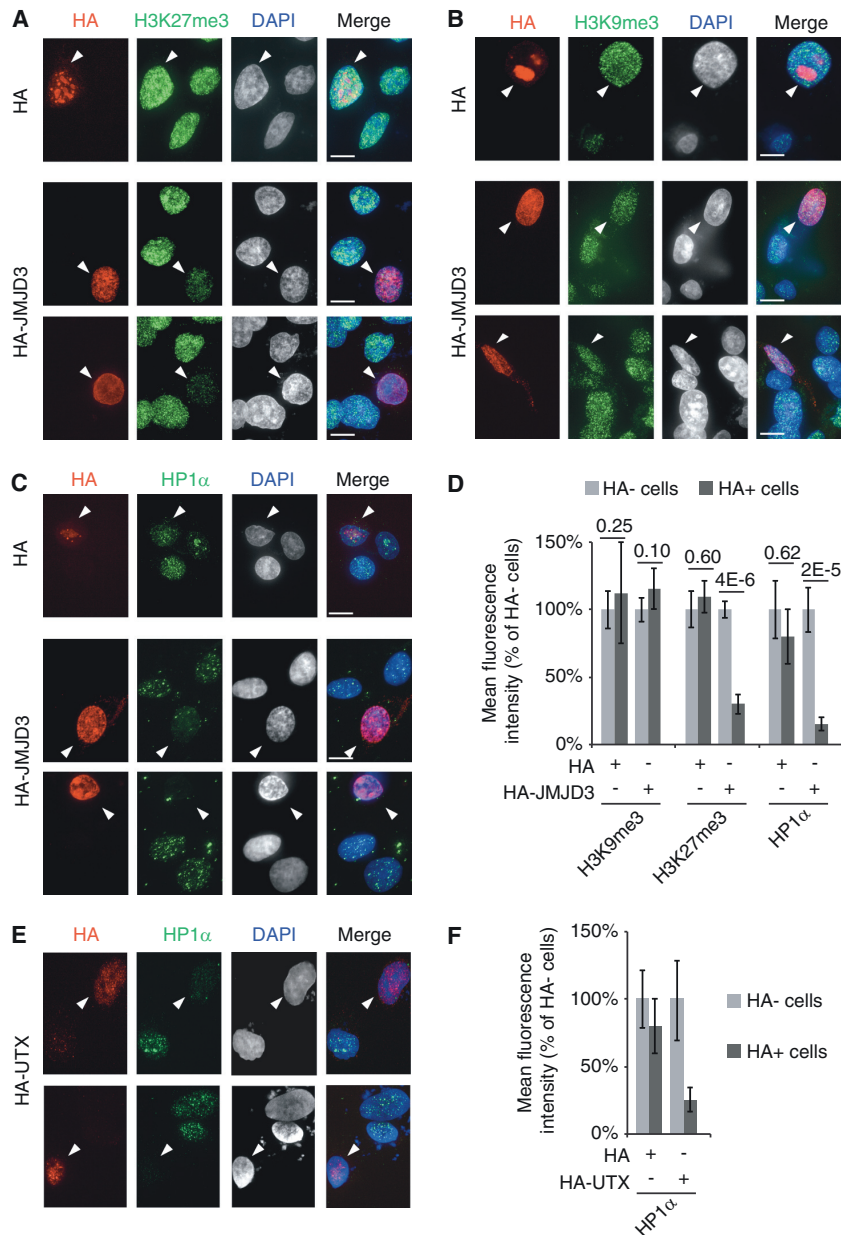 A
HA H3K27me3 DAPI Merge
HA
HA-JMJD3
B
HA H3K9me3 DAPI Merge
HA
HA-JMJD3
C
HA HP1α DAPI Merge
HA
HA-JMJD3
D
HA- cells HA+ cells
Mean fluorescence
intensity (% of HA- cells)
150%
100%
50%
0%
0.25 0.10 0.60 4E-6 0.62 2E-5
HA + - + - + -
HA-JMJD3 - + - + - +
H3K9me3 H3K27me3 HP1α
E
HA HP1α DAPI Merge
HA-UTX
F
Mean fluorescence
intensity (% of HA- cells)
150%
100%
50%
0%
HA- cells
HA+ cells
HA + -
HA-UTX - +
HP1α